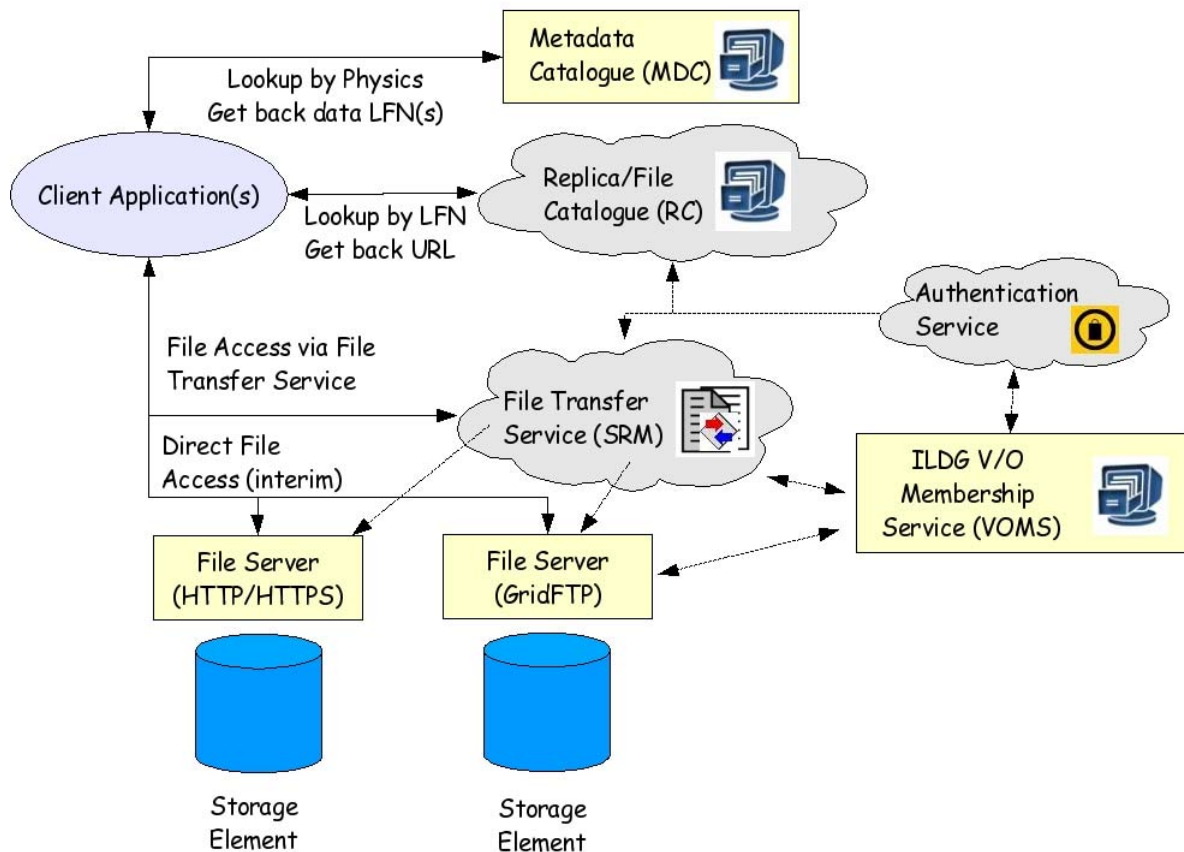 Metadata
Catalogue (MDC)
Lookup by Physics
Get back data LFN(s)
Client Application(s)
Replica/File
Catalogue (RC)
Lookup by LFN
Get back URL
Authentication
Service
File Access via File
Transfer Service
File Transfer
Service (SRM)
Direct File
Access (interim)
ILDG V/O
Membership
Service (VOMS)
File Server
(HTTP/HTTPS)
File Server
(GridFTP)
Storage
Element
Storage
Element